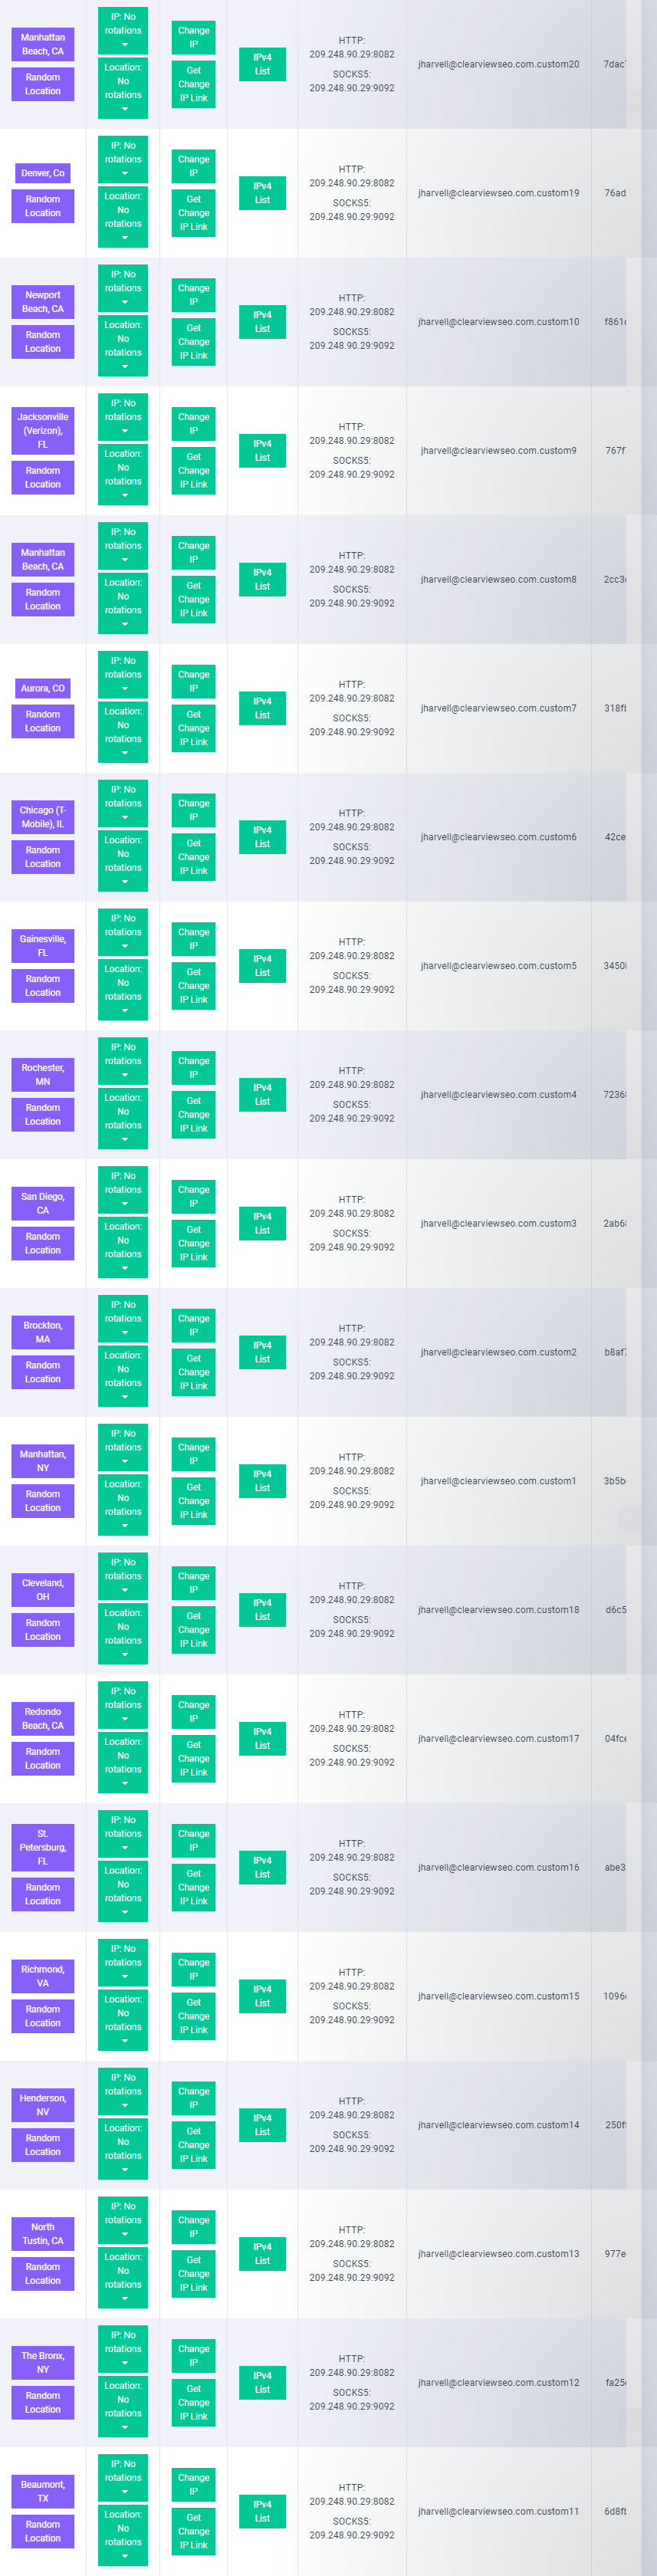 Manhattan
Beach, CA
Random
Location
IP: No
rotations
Location:
No
rotations
Change
IP
Get
Change
IP Link
IPv4
List
HTTP:
209.248.90.29:8082
SOCKS5:
209.248.90.29:9092
jharvell@clearviewseo.com.custom20
7dac
Denver, Co
Random
Location
IP: No
rotations
Location:
No
rotations
Change
IP
Get
Change
IP Link
IPv4
List
HTTP:
209.248.90.29:8082
SOCKS5:
209.248.90.29:9092
jharvell@clearviewseo.com.custom19
76ad
Newport
Beach, CA
Random
Location
IP: No
rotations
Location:
No
rotations
Change
IP
Get
Change
IP Link
IPv4
List
HTTP:
209.248.90.29:8082
SOCKS5:
209.248.90.29:9092
jharvell@clearviewseo.com.custom10
f861
Jacksonville
(Verizon),
FL
Random
Location
IP: No
rotations
Location:
No
rotations
Change
IP
Get
Change
IP Link
IPv4
List
HTTP:
209.248.90.29:8082
SOCKS5:
209.248.90.29:9092
jharvell@clearviewseo.com.custom9
767f
Manhattan
Beach, CA
Random
Location
IP: No
rotations
Location:
No
rotations
Change
IP
Get
Change
IP Link
IPv4
List
HTTP:
209.248.90.29:8082
SOCKS5:
209.248.90.29:9092
jharvell@clearviewseo.com.custom8
2cc3
Aurora, CO
Random
Location
IP: No
rotations
Location:
No
rotations
Change
IP
Get
Change
IP Link
IPv4
List
HTTP:
209.248.90.29:8082
SOCKS5:
209.248.90.29:9092
jharvell@clearviewseo.com.custom7
318f
Chicago (T-
Mobile), IL
Random
Location
IP: No
rotations
Location:
No
rotations
Change
IP
Get
Change
IP Link
IPv4
List
HTTP:
209.248.90.29:8082
SOCKS5:
209.248.90.29:9092
jharvell@clearviewseo.com.custom6
42ce
Gainesville,
FL
Random
Location
IP: No
rotations
Location:
No
rotations
Change
IP
Get
Change
IP Link
IPv4
List
HTTP:
209.248.90.29:8082
SOCKS5:
209.248.90.29:9092
jharvell@clearviewseo.com.custom5
3450
Rochester,
MN
Random
Location
IP: No
rotations
Location:
No
rotations
Change
IP
Get
Change
IP Link
IPv4
List
HTTP:
209.248.90.29:8082
SOCKS5:
209.248.90.29:9092
jharvell@clearviewseo.com.custom4
7236
San Diego,
CA
Random
Location
IP: No
rotations
Location:
No
rotations
Change
IP
Get
Change
IP Link
IPv4
List
HTTP:
209.248.90.29:8082
SOCKS5:
209.248.90.29:9092
jharvell@clearviewseo.com.custom3
2ab6
Brockton,
MA
Random
Location
IP: No
rotations
Location:
No
rotations
Change
IP
Get
Change
IP Link
IPv4
List
HTTP:
209.248.90.29:8082
SOCKS5:
209.248.90.29:9092
jharvell@clearviewseo.com.custom2
b8af
Manhattan,
NY
Random
Location
IP: No
rotations
Location:
No
rotations
Change
IP
Get
Change
IP Link
IPv4
List
HTTP:
209.248.90.29:8082
SOCKS5:
209.248.90.29:9092
jharvell@clearviewseo.com.custom1
3b5b
Cleveland,
OH
Random
Location
IP: No
rotations
Location:
No
rotations
Change
IP
Get
Change
IP Link
IPv4
List
HTTP:
209.248.90.29:8082
SOCKS5:
209.248.90.29:9092
jharvell@clearviewseo.com.custom18
d6c5
Redondo
Beach, CA
Random
Location
IP: No
rotations
Location:
No
rotations
Change
IP
Get
Change
IP Link
IPv4
List
HTTP:
209.248.90.29:8082
SOCKS5:
209.248.90.29:9092
jharvell@clearviewseo.com.custom17
04fc
St.
Petersburg,
FL
Random
Location
IP: No
rotations
Location:
No
rotations
Change
IP
Get
Change
IP Link
IPv4
List
HTTP:
209.248.90.29:8082
SOCKS5:
209.248.90.29:9092
jharvell@clearviewseo.com.custom16
abe3
Richmond,
VA
Random
Location
IP: No
rotations
Location:
No
rotations
Change
IP
Get
Change
IP Link
IPv4
List
HTTP:
209.248.90.29:8082
SOCKS5:
209.248.90.29:9092
jharvell@clearviewseo.com.custom15
1096
Henderson,
NV
Random
Location
IP: No
rotations
Location:
No
rotations
Change
IP
Get
Change
IP Link
IPv4
List
HTTP:
209.248.90.29:8082
SOCKS5:
209.248.90.29:9092
jharvell@clearviewseo.com.custom14
250f
North
Tustin, CA
Random
Location
IP: No
rotations
Location:
No
rotations
Change
IP
Get
Change
IP Link
IPv4
List
HTTP:
209.248.90.29:8082
SOCKS5:
209.248.90.29:9092
jharvell@clearviewseo.com.custom13
977e
The Bronx,
NY
Random
Location
IP: No
rotations
Location:
No
rotations
Change
IP
Get
Change
IP Link
IPv4
List
HTTP:
209.248.90.29:8082
SOCKS5:
209.248.90.29:9092
jharvell@clearviewseo.com.custom12
fa25
Beaumont,
TX
Random
Location
IP: No
rotations
Location:
No
rotations
Change
IP
Get
Change
IP Link
IPv4
List
HTTP:
209.248.90.29:8082
SOCKS5:
209.248.90.29:9092
jharvell@clearviewseo.com.custom11
6d8f